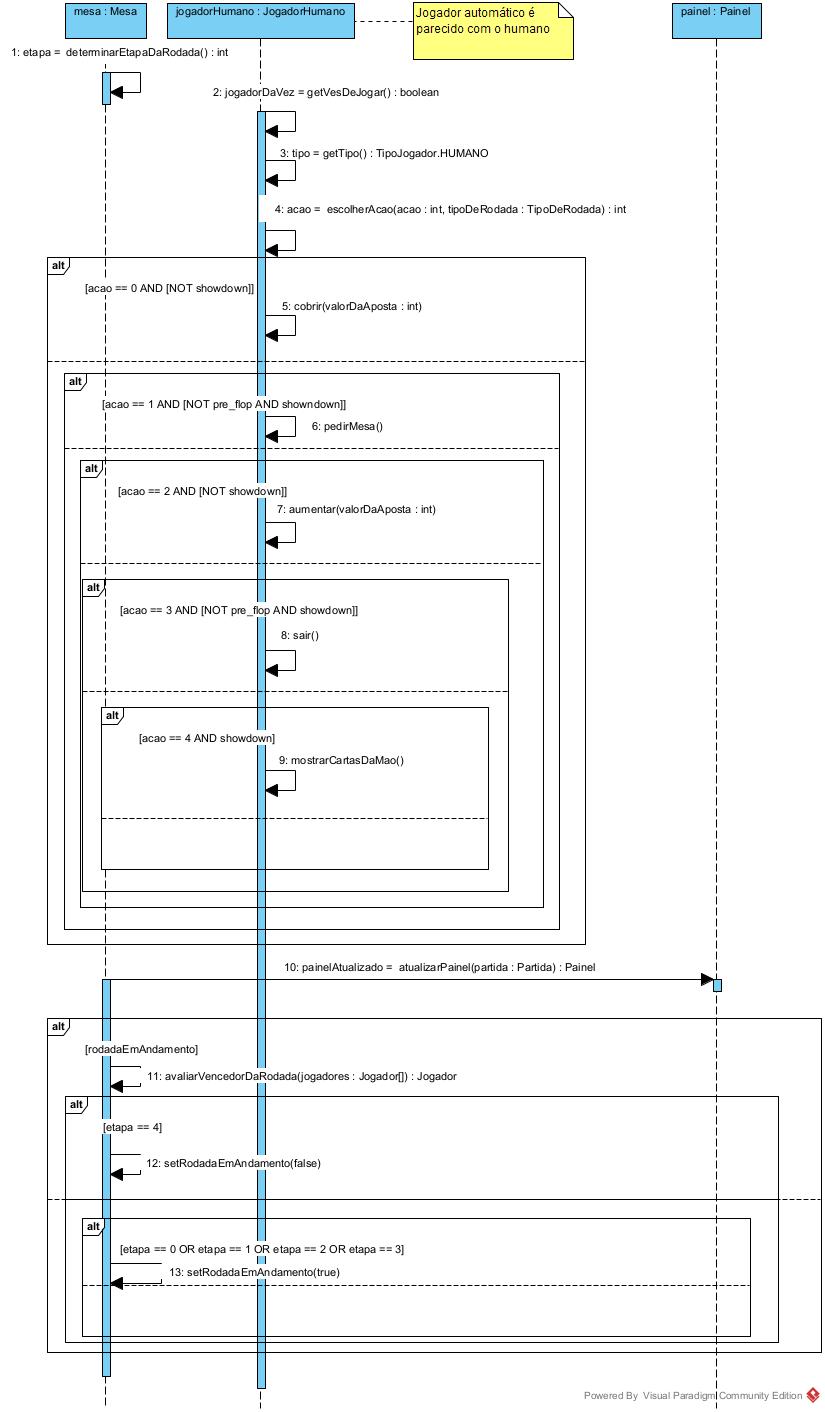 mesa : Mesa
jogadorHumano : JogadorHumano
Jogador automático é
parecido com o humano
painel : Painel
1: etapa = determinarEtapaDaRodada() : int
2: jogadorDaVez = getVesDeJogar() : boolean
3: tipo = getTipo() : TipoJogador.HUMANO
4: acao = escolherAcao(acao : int, tipoDeRodada : TipoDeRodada) : int
alt
[acao == 0 AND [NOT showdown]]
5: cobrir(valorDaAposta : int)
alt
[acao == 1 AND [NOT pre_flop AND showndown]]
6: pedirMesa()
alt
[acao == 2 AND [NOT showdown]]
7: aumentar(valorDaAposta : int)
alt
[acao == 3 AND [NOT pre_flop AND showdown]]
8: sair()
alt
[acao == 4 AND showdown]
9: mostrarCartasDaMao()
10: painelAtualizado = atualizarPainel(partida : Partida) : Painel
alt
[rodadaEmAndamento]
11: avaliarVencedorDaRodada(jogadores : Jogador[]) : Jogador
alt
[etapa == 4]
12: setRodadaEmAndamento(false)
alt
[etapa == 0 OR etapa == 1 OR etapa == 2 OR etapa == 3]
13: setRodadaEmAndamento(true)
Powered By Visual Paradigm Community Edition